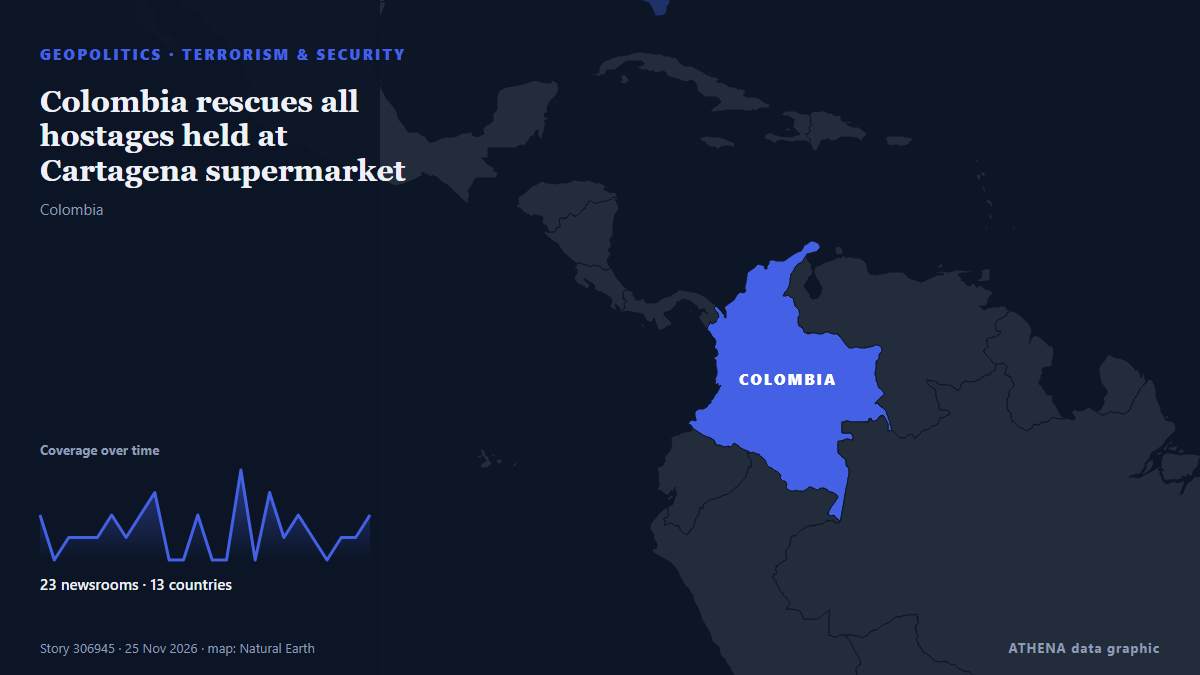 GEOPOLITICS · TERRORISM & SECURITY
Colombia rescues all
hostages held at
Cartagena supermarket
Colombia
COLOMBIA
Coverage over time
23 newsrooms · 13 countries
Story 306945 · 25 Nov 2026 · map: Natural Earth
ATHENA data graphic